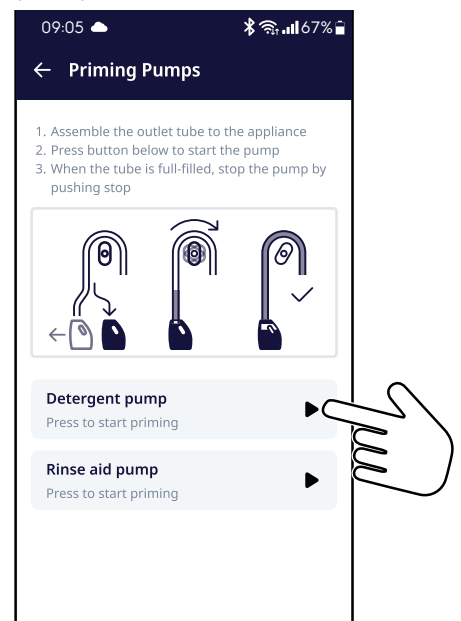 09:05 67%
Priming Pumps
1. Assemble the outlet tube to the appliance
2. Press button below to start the pump
3. When the tube is full-filled, stop the pump by
pushing stop
Detergent pump
Press to start priming
Rinse aid pump
Press to start priming